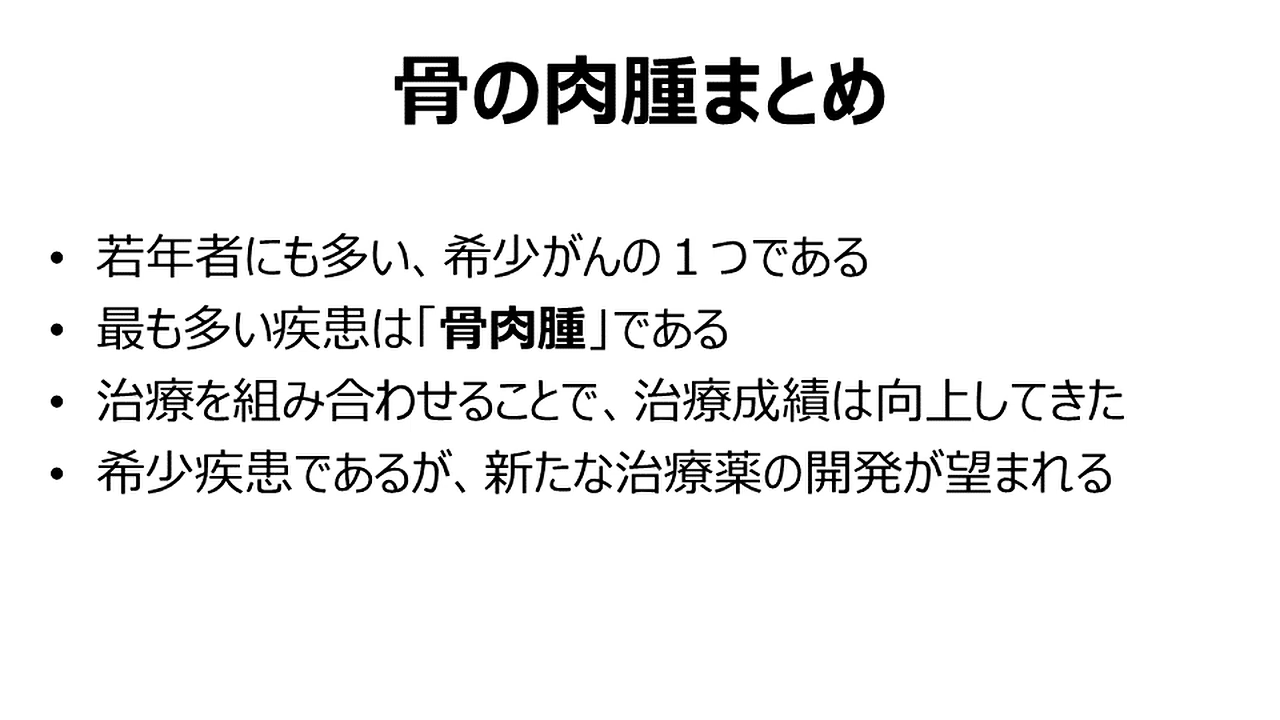 骨の肉腫まとめ
• 若年者にも多い、希少がんの１つである
• 最も多い疾患は「骨肉腫」である
• 治療を組み合わせることで、治療成績は向上してきた
• 希少疾患であるが、新たな治療薬の開発が望まれる